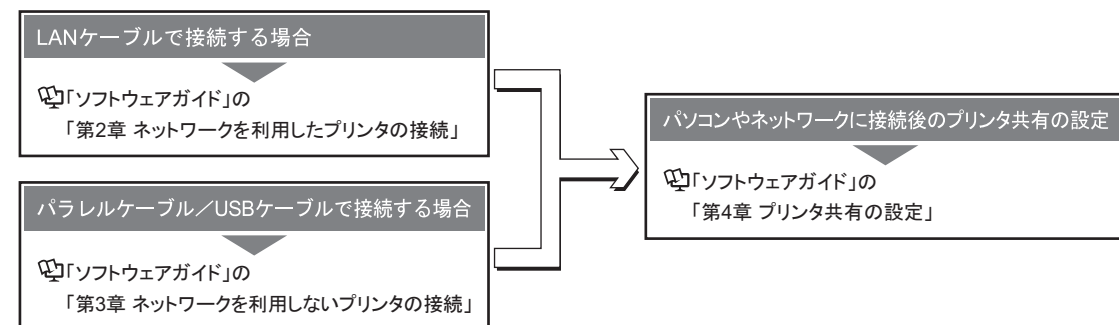 LANケーブルで接続する場合
「ソフトウェアガイド」の
「第2章 ネットワークを利用したプリンタの接続」
パラレルケーブル／USBケーブルで接続する場合
「ソフトウェアガイド」の
「第3章 ネットワークを利用しないプリンタの接続」
パソコンやネットワークに接続後のプリンタ共有の設定
「ソフトウェアガイド」の
「第4章 プリンタ共有の設定」